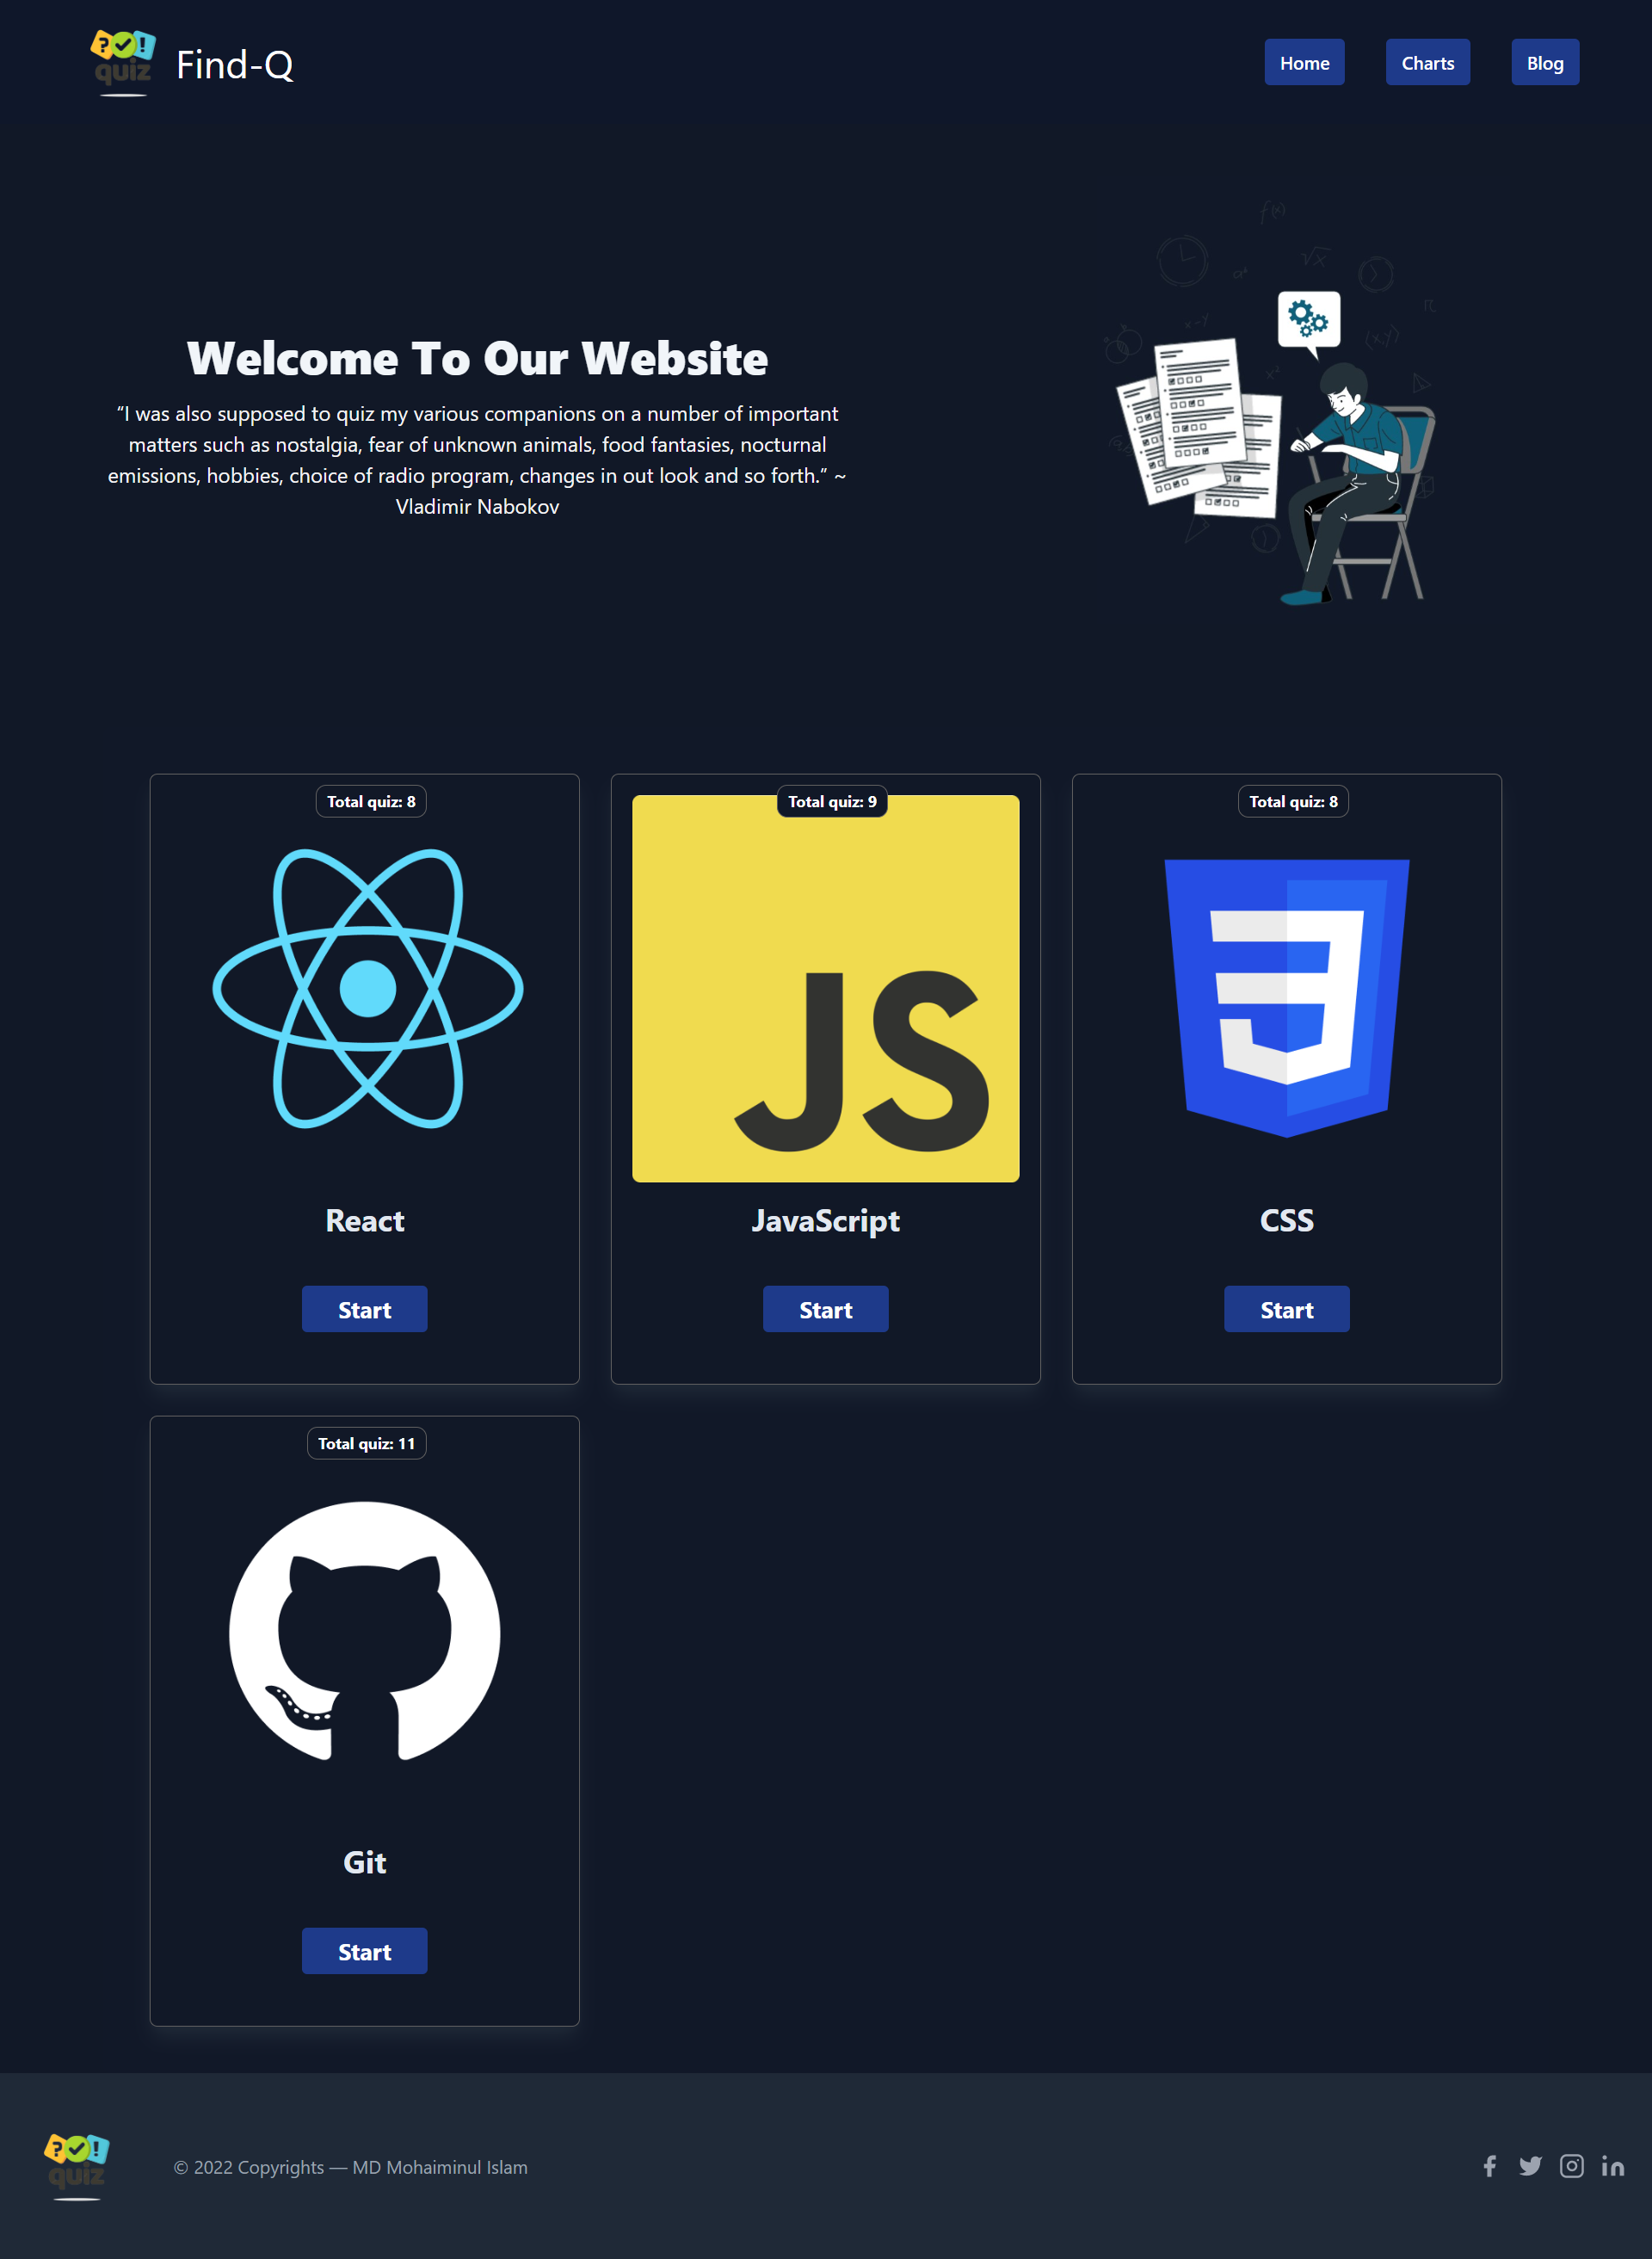 ? !
quiz
Find-Q
Home
Charts
Blog
Welcome To Our Website
“I was also supposed to quiz my various companions on a number of important
matters such as nostalgia, fear of unknown animals, food fantasies, nocturnal
emissions, hobbies, choice of radio program, changes in out look and so forth.” ~
Vladimir Nabokov
f(x)
√x
π
x-y
(x,y)
x²
Total quiz: 8
Total quiz: 9
Total quiz: 8
JS
React
JavaScript
CSS
Start
Start
Start
Total quiz: 11
Git
Start
? !
quiz
© 2022 Copyrights — MD Mohaiminul Islam